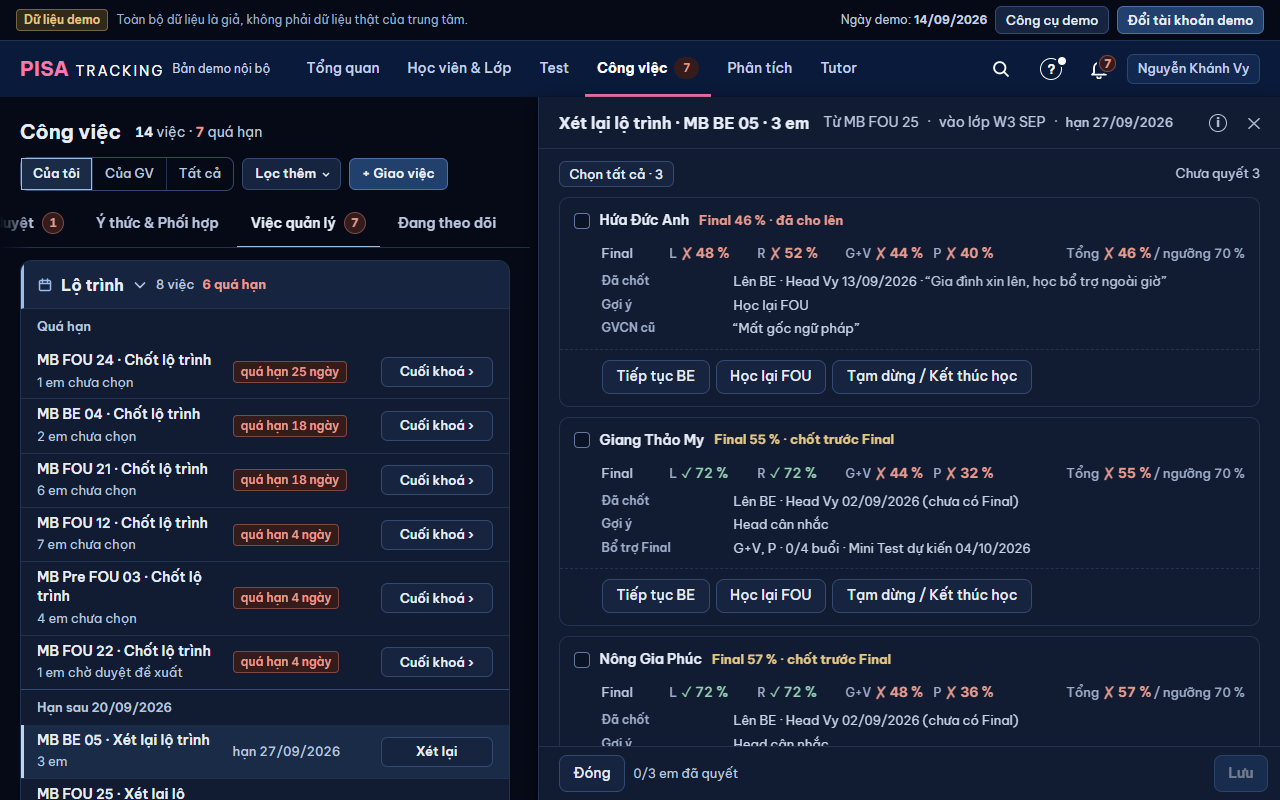 Dữ liệu demo Toàn bộ dữ liệu là giả, không phải dữ liệu thật của trung tâm. Ngày demo: 14/09/2026 Công cụ demo Đổi tài khoản demo
PISA TRACKING Bản demo nội bộ Tổng quan Học viên & Lớp Test Công việc 7 Phân tích Tutor ? 7 Nguyễn Khánh Vy
Công việc 14 việc · 7 quá hạn
Của tôi Của GV Tất cả Lọc thêm + Giao việc
uyệt 1 Ý thức & Phối hợp Việc quản lý 7 Đang theo dõi
Lộ trình 8 việc 6 quá hạn
Quá hạn
MB FOU 24 · Chốt lộ trình
1 em chưa chọn
quá hạn 25 ngày Cuối khoá ›
MB BE 04 · Chốt lộ trình
2 em chưa chọn
quá hạn 18 ngày Cuối khoá ›
MB FOU 21 · Chốt lộ trình
6 em chưa chọn
quá hạn 18 ngày Cuối khoá ›
MB FOU 12 · Chốt lộ trình
7 em chưa chọn
quá hạn 4 ngày Cuối khoá ›
MB Pre FOU 03 · Chốt lộ
trình
4 em chưa chọn
quá hạn 4 ngày Cuối khoá ›
MB FOU 22 · Chốt lộ trình
1 em chờ duyệt đề xuất
quá hạn 4 ngày Cuối khoá ›
Hạn sau 20/09/2026
MB BE 05 · Xét lại lộ trình
3 em
hạn 27/09/2026 Xét lại
MB FOU 25 · Xét lại lộ
Xét lại lộ trình · MB BE 05 · 3 em Từ MB FOU 25 · vào lớp W3 SEP · hạn 27/09/2026
Chọn tất cả · 3 Chưa quyết 3
Hứa Đức Anh Final 46 % · đã cho lên
Final L ✗ 48 % R ✗ 52 % G+V ✗ 44 % P ✗ 40 % Tổng ✗ 46 % / ngưỡng 70 %
Đã chốt Lên BE · Head Vy 13/09/2026 · “Gia đình xin lên, học bổ trợ ngoài giờ”
Gợi ý Học lại FOU
GVCN cũ “Mất gốc ngữ pháp”
Tiếp tục BE Học lại FOU Tạm dừng / Kết thúc học
Giang Thảo My Final 55 % · chốt trước Final
Final L ✓ 72 % R ✓ 72 % G+V ✗ 44 % P ✗ 32 % Tổng ✗ 55 % / ngưỡng 70 %
Đã chốt Lên BE · Head Vy 02/09/2026 (chưa có Final)
Gợi ý Head cân nhắc
Bổ trợ Final G+V, P · 0/4 buổi · Mini Test dự kiến 04/10/2026
Tiếp tục BE Học lại FOU Tạm dừng / Kết thúc học
Nông Gia Phúc Final 57 % · chốt trước Final
Final L ✓ 72 % R ✓ 72 % G+V ✗ 48 % P ✗ 36 % Tổng ✗ 57 % / ngưỡng 70 %
Đã chốt Lên BE · Head Vy 02/09/2026 (chưa có Final)
Gợi ý Head cân nhắc
Đóng 0/3 em đã quyết Lưu